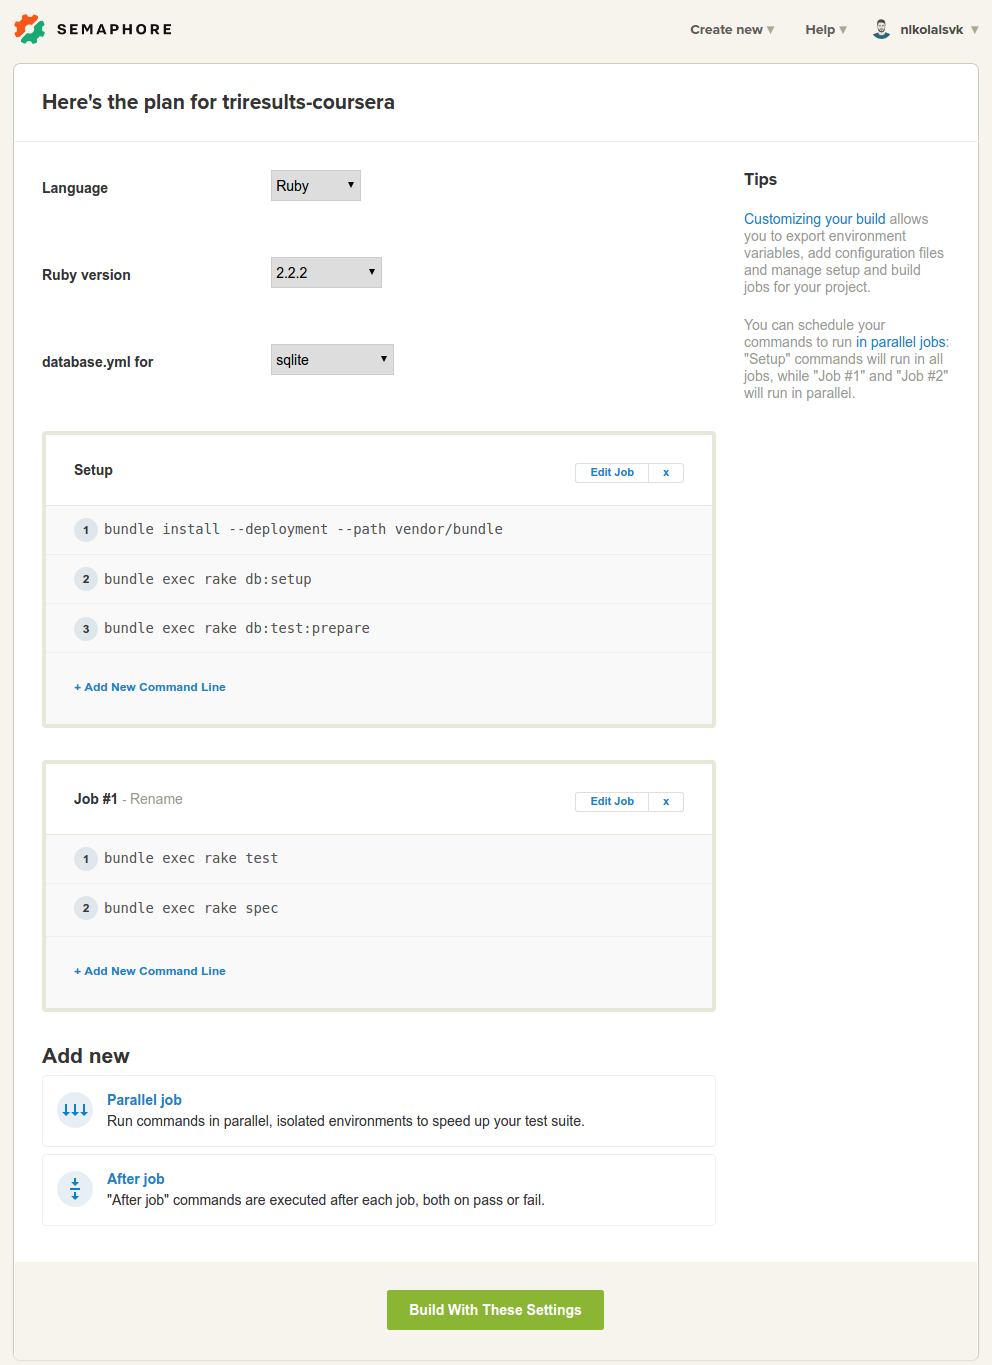 SEMAPHORE
Create new ▾ Help ▾ nikolalsvk ▾
Here's the plan for triresults-coursera
Language Ruby
Ruby version 2.2.2
database.yml for sqlite
Tips
Customizing your build allows
you to export environment
variables, add configuration files
and manage setup and build
jobs for your project.
You can schedule your
commands to run in parallel jobs:
"Setup" commands will run in all
jobs, while "Job #1" and "Job #2"
will run in parallel.
Setup Edit Job x
1 bundle install --deployment --path vendor/bundle
2 bundle exec rake db:setup
3 bundle exec rake db:test:prepare
+ Add New Command Line
Job #1 - Rename Edit Job x
1 bundle exec rake test
2 bundle exec rake spec
+ Add New Command Line
Add new
Parallel job
Run commands in parallel, isolated environments to speed up your test suite.
After job
"After job" commands are executed after each job, both on pass or fail.
Build With These Settings